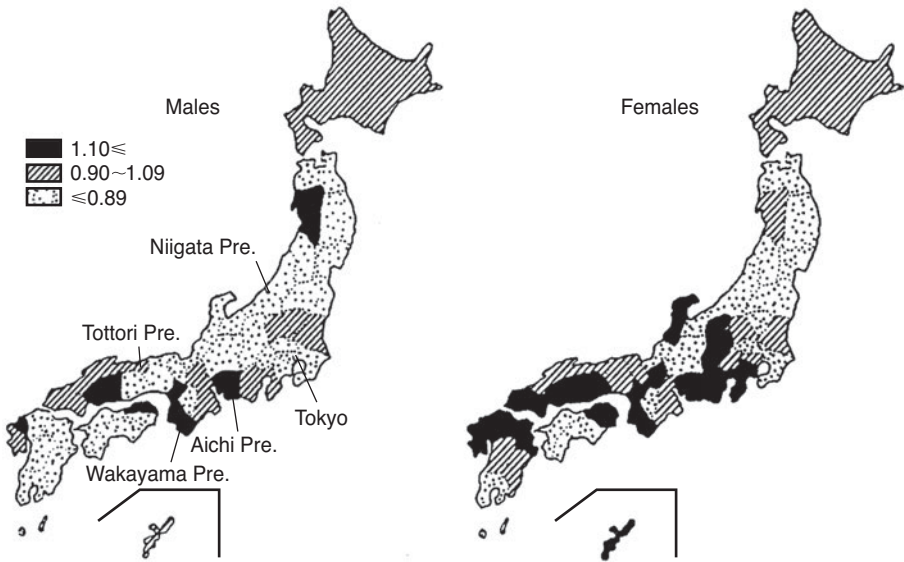 Males
Females
1.10≤
0.90~1.09
≤0.89
Niigata Pre.
Tottori Pre.
Tokyo
Aichi Pre.
Wakayama Pre.